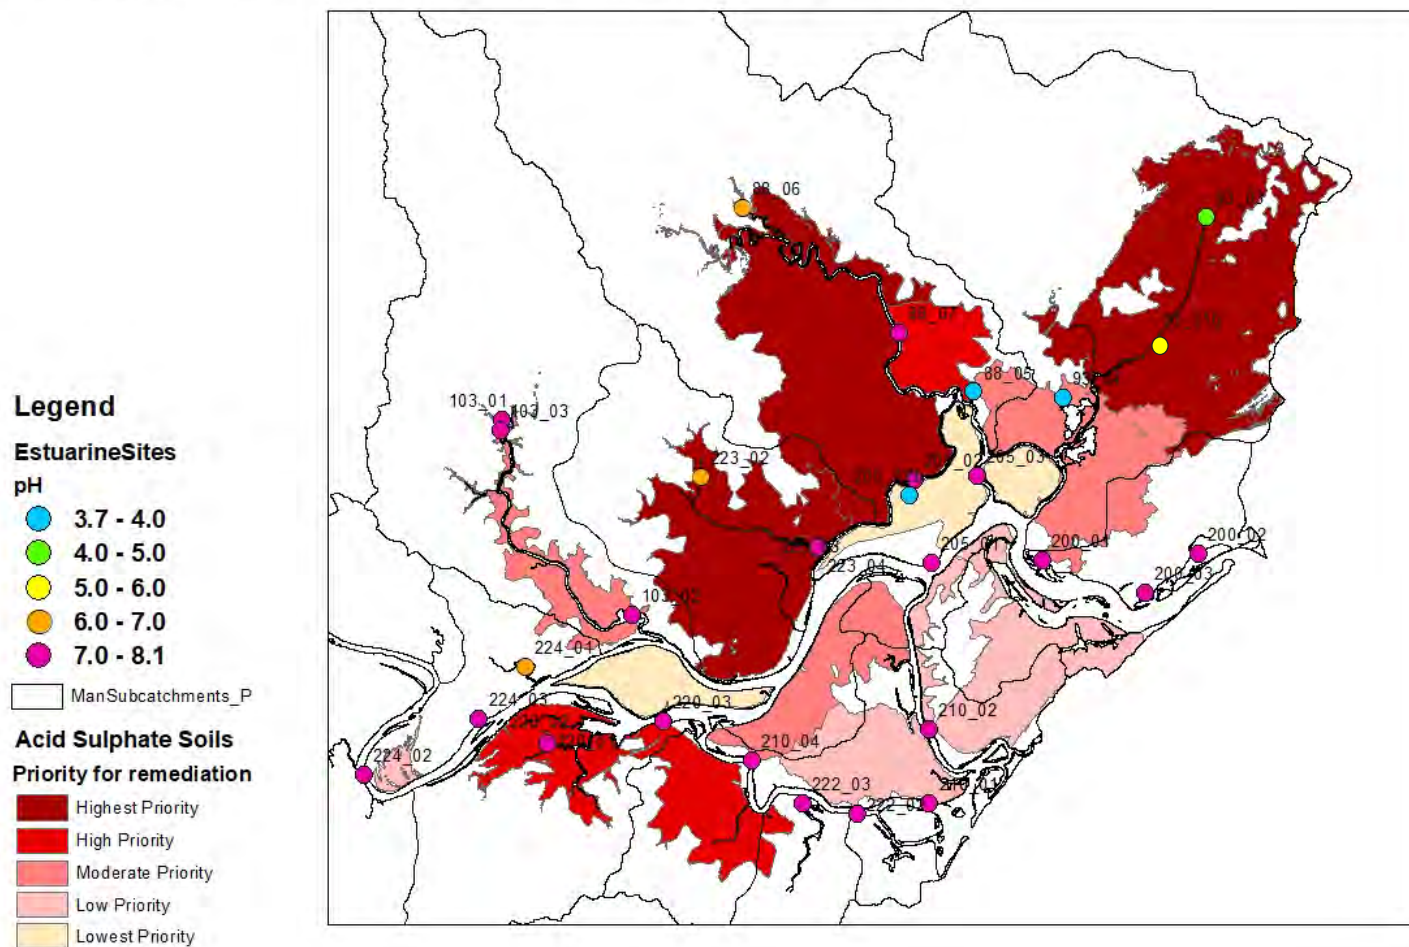 Legend
EstuarineSites
pH
3.7 - 4.0
4.0 - 5.0
5.0 - 6.0
6.0 - 7.0
7.0 - 8.1
ManSubcatchments_P
Acid Sulphate Soils
Priority for remediation
Highest Priority
High Priority
Moderate Priority
Low Priority
Lowest Priority
88_06
88_07
88_05
103_01
103_03
223_02
205_03
205_01
200_01
200_02
200_03
223_04
103_02
224_01
224_03
220_03
224_02
210_02
210_04
222_03
222_02
210_01